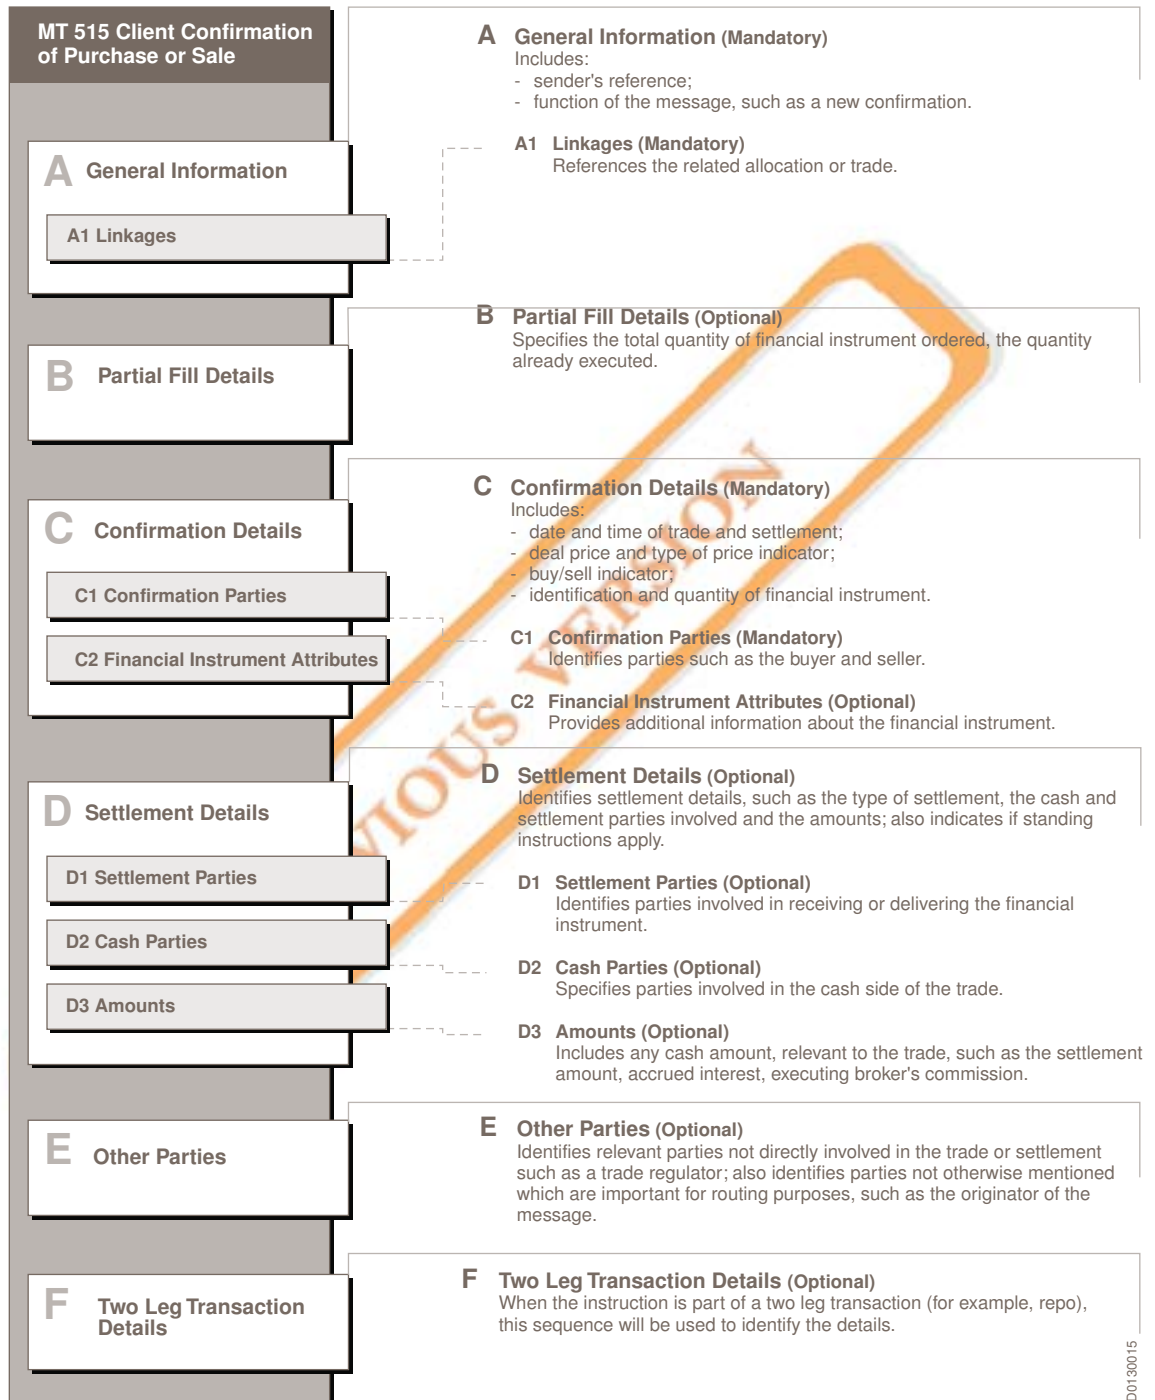 MT 515 Client Confirmation
of Purchase or Sale
A General Information
A1 Linkages
B Partial Fill Details
C Confirmation Details
C1 Confirmation Parties
C2 Financial Instrument Attributes
D Settlement Details
D1 Settlement Parties
D2 Cash Parties
D3 Amounts
E Other Parties
F Two Leg Transaction
Details
A General Information (Mandatory)
Includes:
- sender's reference;
- function of the message, such as a new confirmation.
A1 Linkages (Mandatory)
References the related allocation or trade.
B Partial Fill Details (Optional)
Specifies the total quantity of financial instrument ordered, the quantity
already executed.
C Confirmation Details (Mandatory)
Includes:
- date and time of trade and settlement;
- deal price and type of price indicator;
- buy/sell indicator;
- identification and quantity of financial instrument.
C1 Confirmation Parties (Mandatory)
Identifies parties such as the buyer and seller.
C2 Financial Instrument Attributes (Optional)
Provides additional information about the financial instrument.
D Settlement Details (Optional)
Identifies settlement details, such as the type of settlement, the cash and
settlement parties involved and the amounts; also indicates if standing
instructions apply.
D1 Settlement Parties (Optional)
Identifies parties involved in receiving or delivering the financial
instrument.
D2 Cash Parties (Optional)
Specifies parties involved in the cash side of the trade.
D3 Amounts (Optional)
Includes any cash amount, relevant to the trade, such as the settlement
amount, accrued interest, executing broker's commission.
E Other Parties (Optional)
Identifies relevant parties not directly involved in the trade or settlement
such as a trade regulator; also identifies parties not otherwise mentioned
which are important for routing purposes, such as the originator of the
message.
F Two Leg Transaction Details (Optional)
When the instruction is part of a two leg transaction (for example, repo),
this sequence will be used to identify the details.
D0130015
VIOUS VERSION